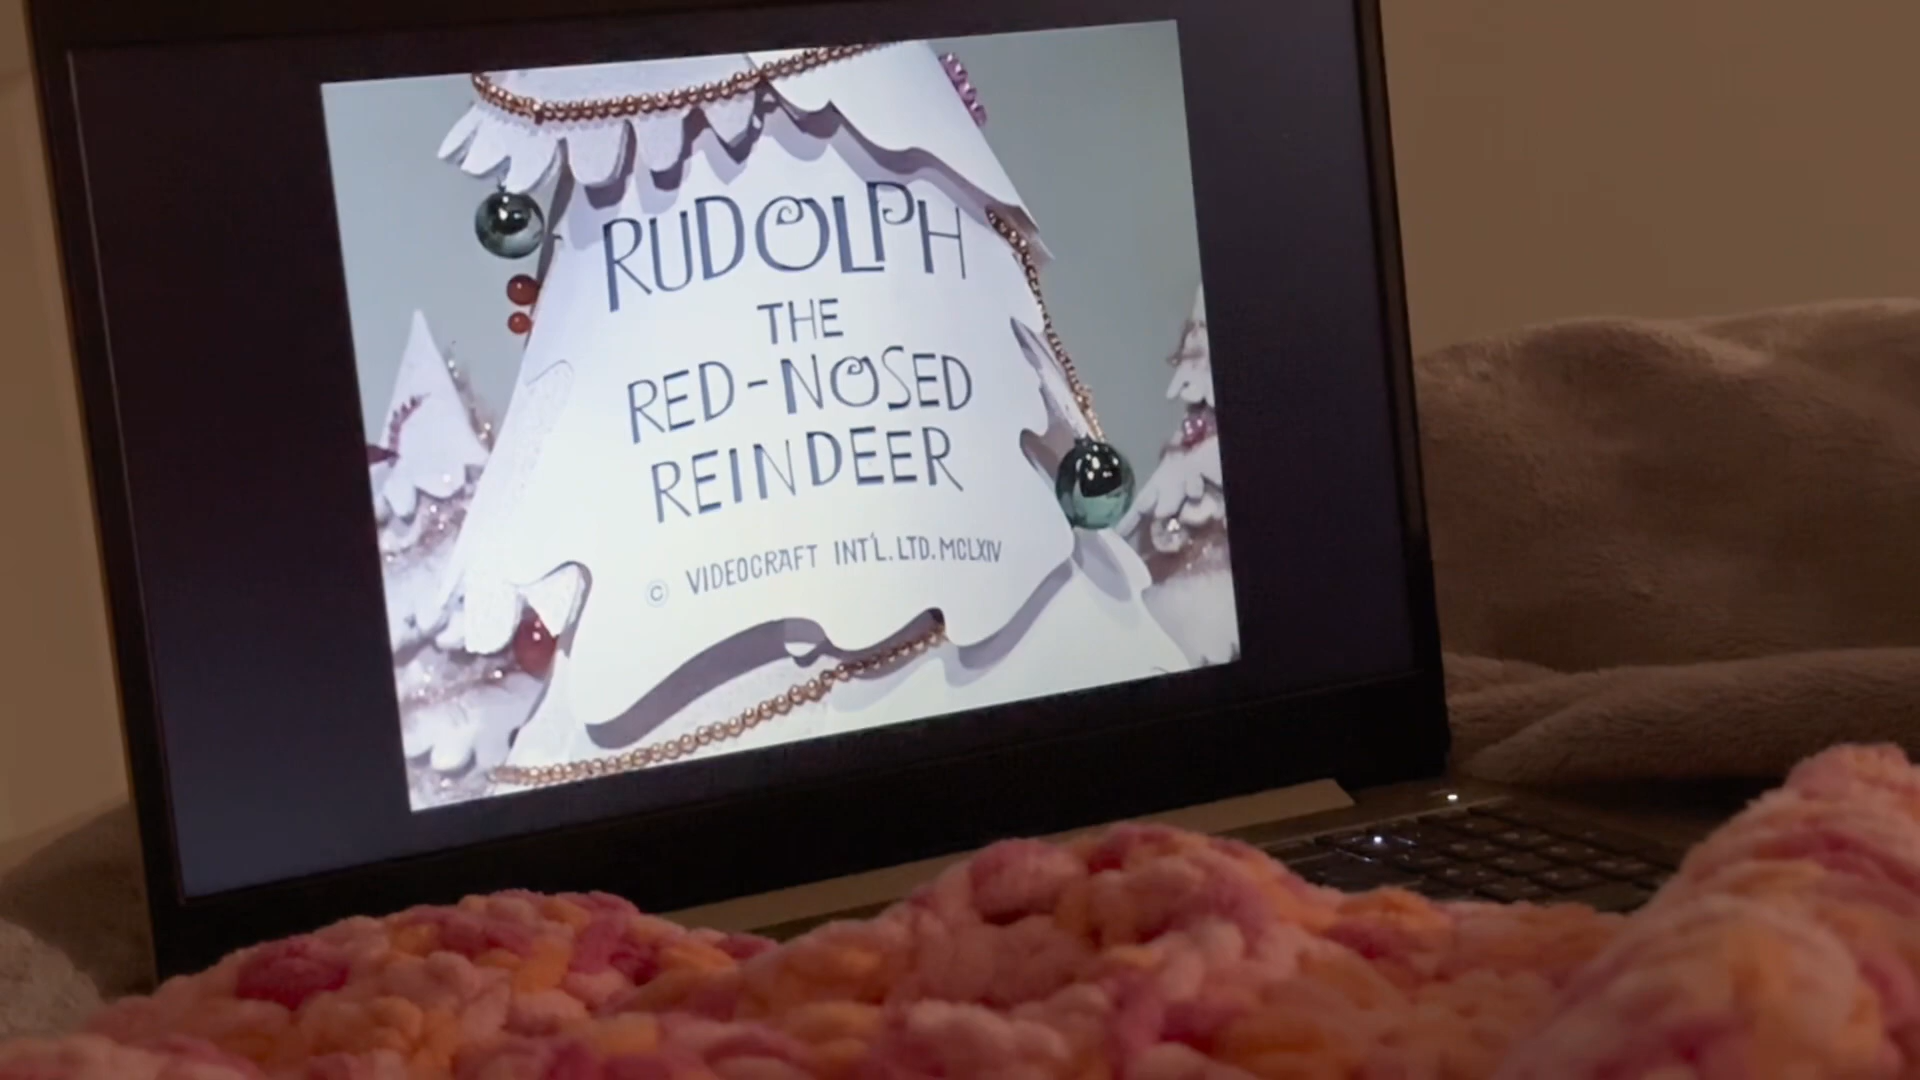 RUDOLPH
THE
RED-NOSED
REINDEER
© VIDEOCRAFT INT'L. LTD. MCLXIV